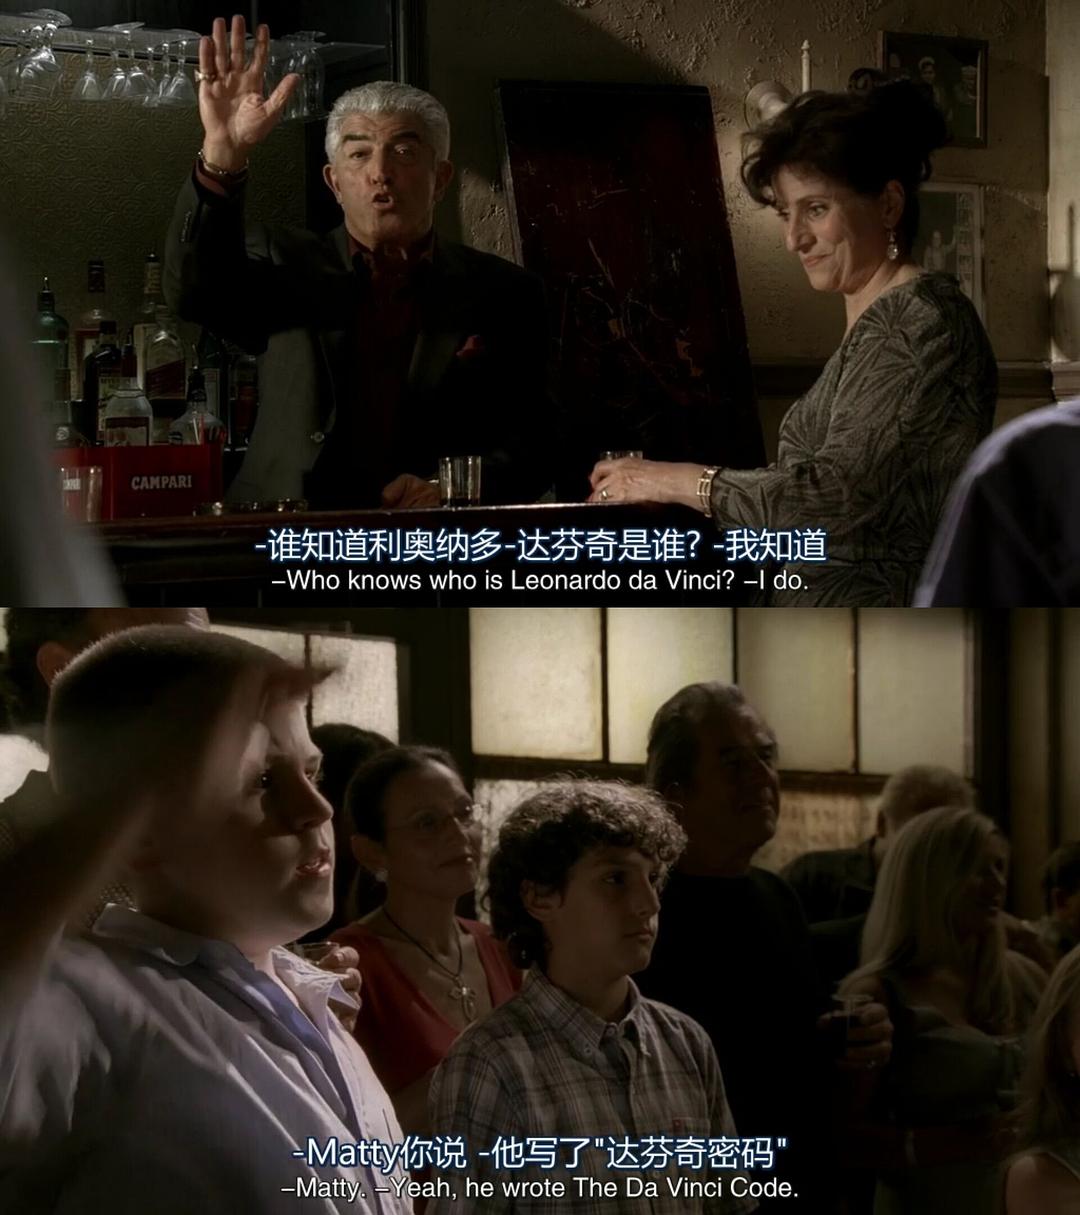 CAMPARI
-谁知道利奥纳多-达芬奇是谁? -我知道
–Who knows who is Leonardo da Vinci? –I do.
-Matty你说 -他写了"达芬奇密码"
–Matty. –Yeah, he wrote The Da Vinci Code.